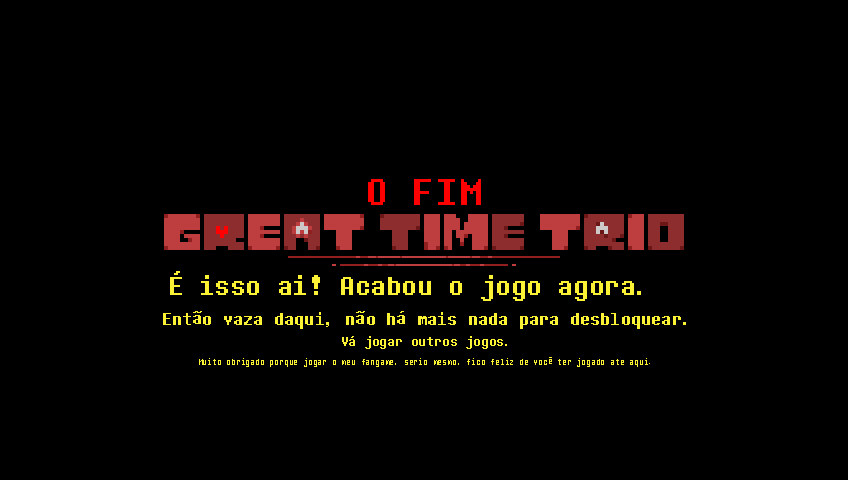 O FIM
GREAT TIME TRIO
É isso ai! Acabou o jogo agora.
Então vaza daqui, não há mais nada para desbloquear.
Vá jogar outros jogos.
Muito obrigado porque jogar o meu fangame. serio mesmo. fico feliz de você ter jogado ate aqui.